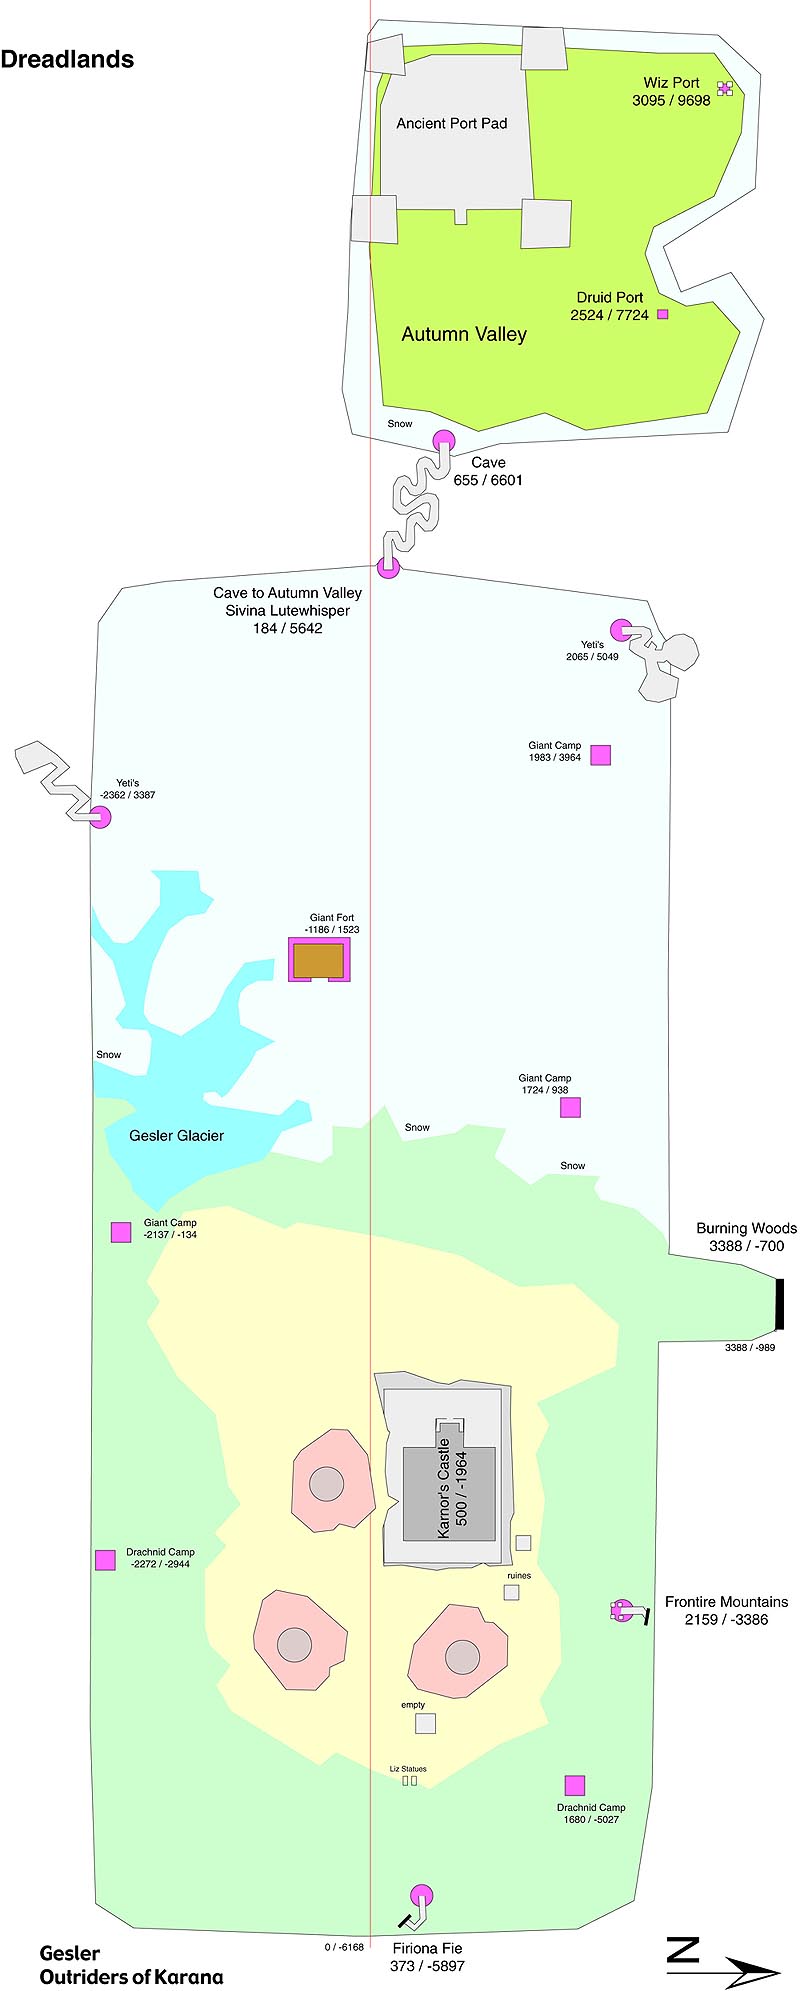 Dreadlands
Wiz Port
3095 / 9698
Ancient Port Pad
Druid Port
2524 / 7724
Autumn Valley
Snow
Cave
655 / 6601
Cave to Autumn Valley
Sivina Lutewhisper
184 / 5642
Yeti's
2065 / 5049
Giant Camp
1983 / 3964
Yeti's
-2362 / 3387
Giant Fort
-1186 / 1523
Snow
Giant Camp
1724 / 938
Gesler Glacier
Snow
Snow
Giant Camp
-2137 / -134
Burning Woods
3388 / -700
3388 / -989
Karnor's Castle
500 / -1964
Drachnid Camp
-2272 / -2944
ruines
Frontire Mountains
2159 / -3386
empty
Liz Statues
Drachnid Camp
1680 / -5027
0 / -6168
Firiona Fie
373 / -5897
N
Gesler
Outriders of Karana